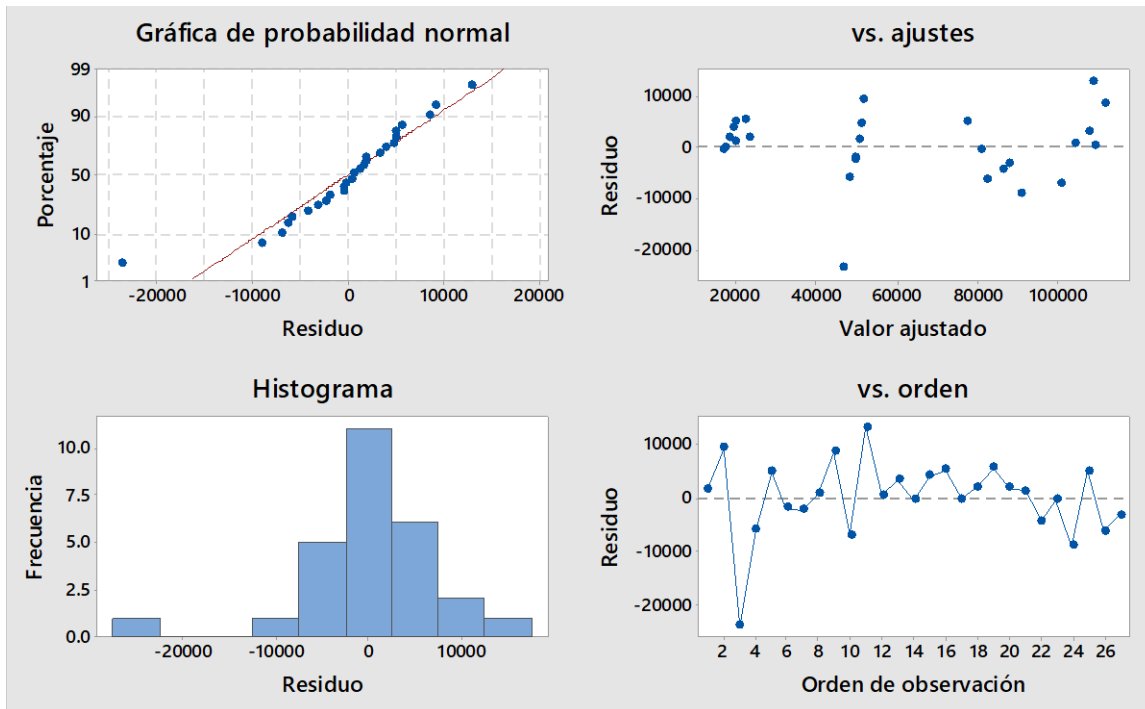 Gráfica de probabilidad normal
99
90
50
10
1
Porcentaje
-20000 -10000 0 10000 20000
Residuo
vs. ajustes
10000
0
-10000
-20000
Residuo
20000 40000 60000 80000 100000
Valor ajustado
Histograma
10.0
7.5
5.0
2.5
0.0
Frecuencia
-20000 -10000 0 10000
Residuo
vs. orden
10000
0
-10000
-20000
Residuo
2 4 6 8 10 12 14 16 18 20 22 24 26
Orden de observación